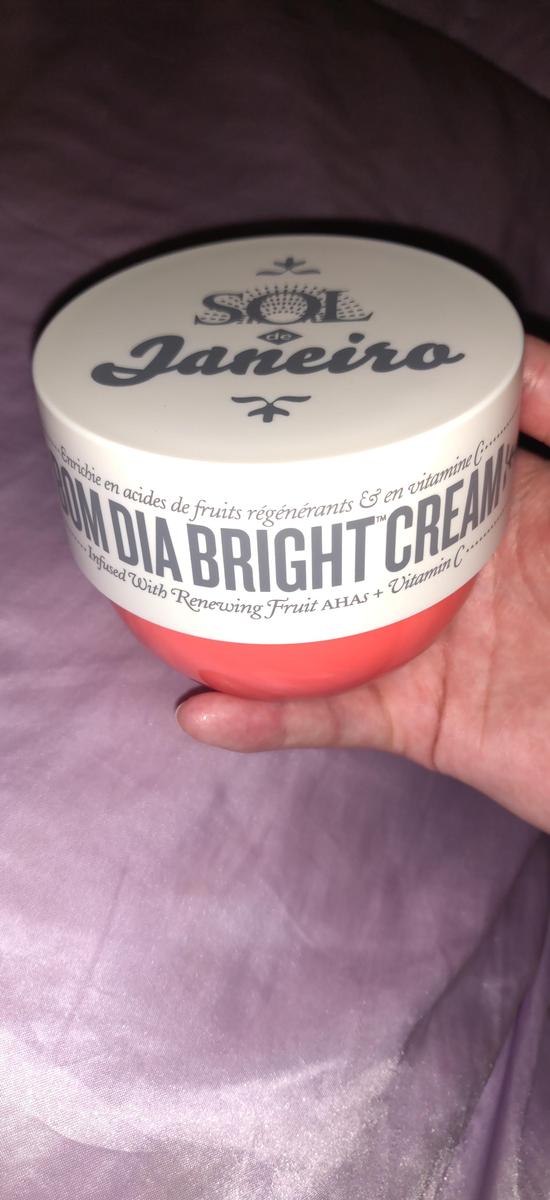 SOL
de
Janeiro
Enrichie en acides de fruits régénérants & en vitamine C
BOM DIA BRIGHT™ CREAM
Infused With Renewing Fruit AHAs + Vitamin C